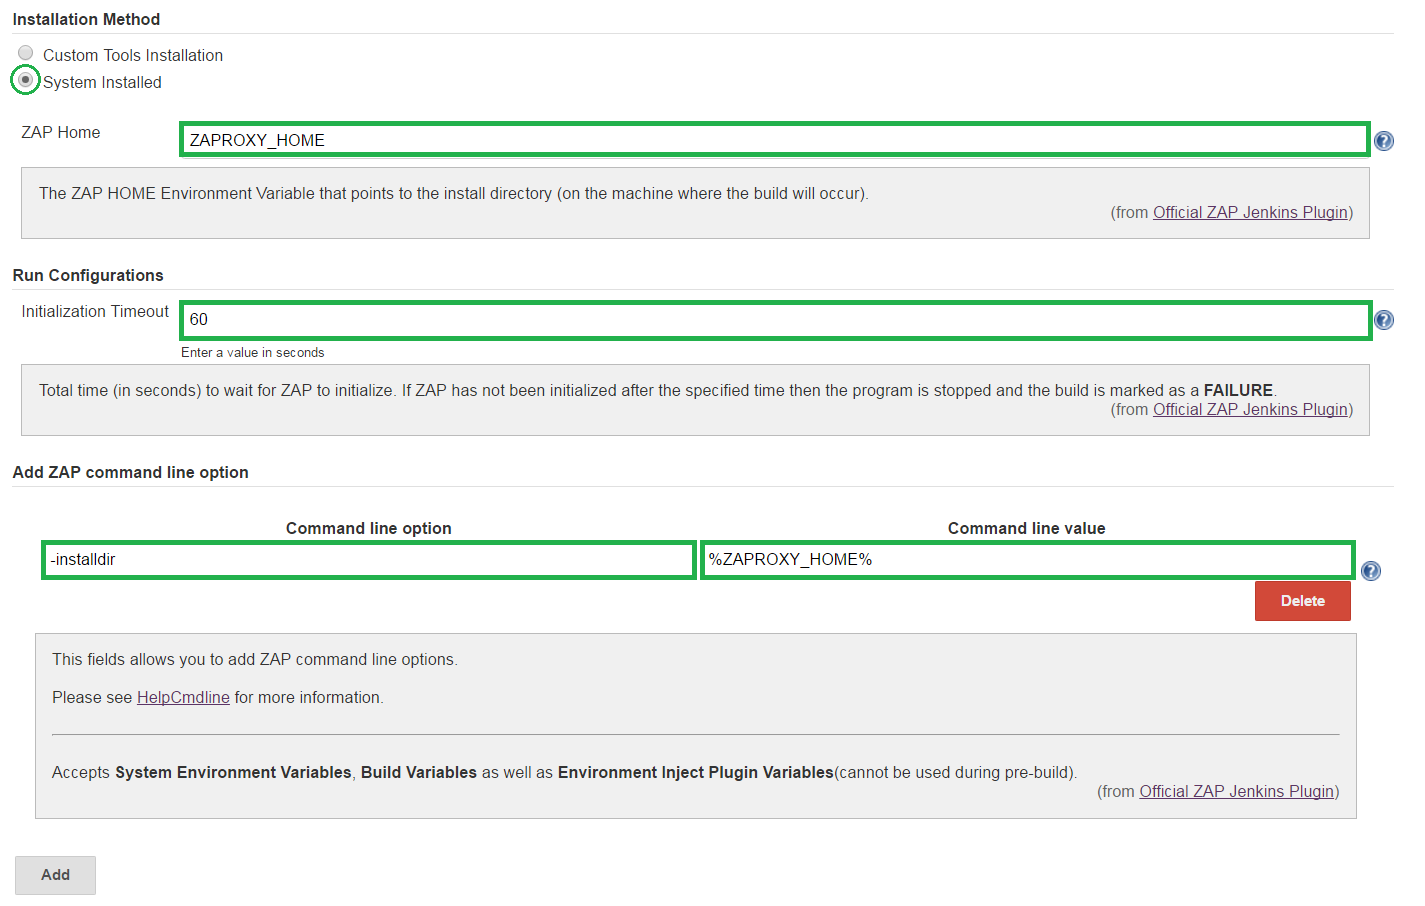 Installation Method
Custom Tools Installation
System Installed
ZAP Home
ZAPROXY_HOME
The ZAP HOME Environment Variable that points to the install directory (on the machine where the build will occur).
(from Official ZAP Jenkins Plugin)
Run Configurations
Initialization Timeout
60
Enter a value in seconds
Total time (in seconds) to wait for ZAP to initialize. If ZAP has not been initialized after the specified time then the program is stopped and the build is marked as a FAILURE.
(from Official ZAP Jenkins Plugin)
Add ZAP command line option
Command line option Command line value
-installdir %ZAPROXY_HOME%
Delete
This fields allows you to add ZAP command line options.
Please see HelpCmdline for more information.
Accepts System Environment Variables, Build Variables as well as Environment Inject Plugin Variables(cannot be used during pre-build).
(from Official ZAP Jenkins Plugin)
Add